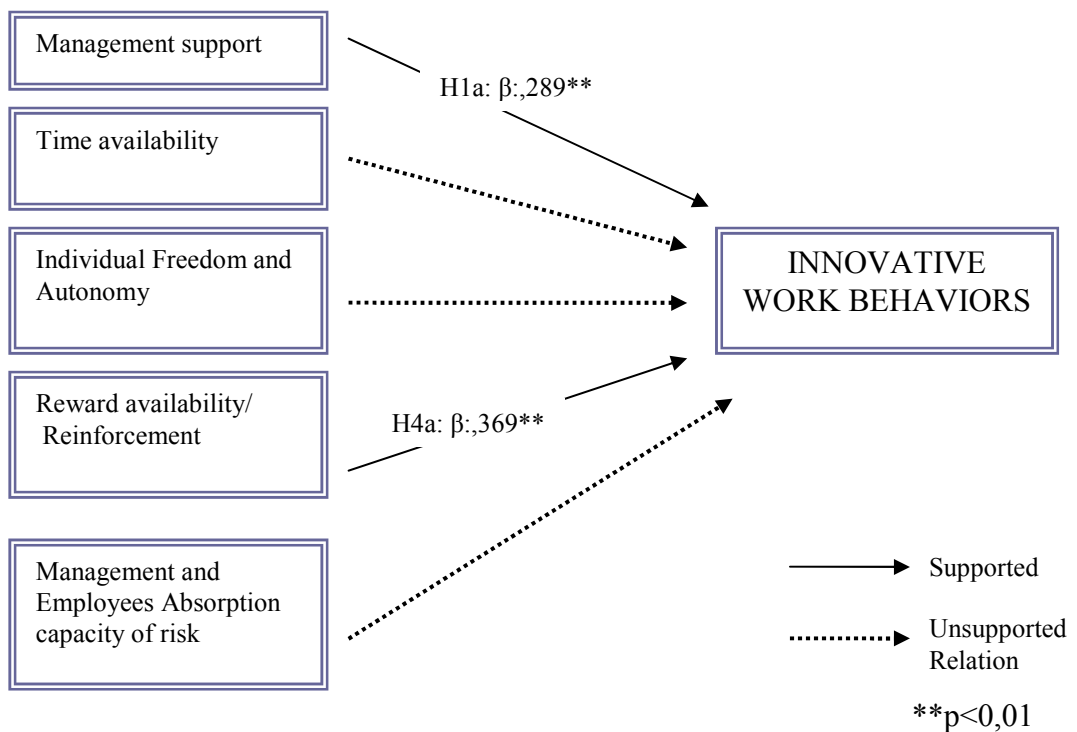 Management support
H1a: β:,289**
Time availability
Individual Freedom and
Autonomy
INNOVATIVE
WORK BEHAVIORS
Reward availability/
Reinforcement
H4a: β:,369**
Management and
Employees Absorption
capacity of risk
Supported
Unsupported
Relation
**p<0,01